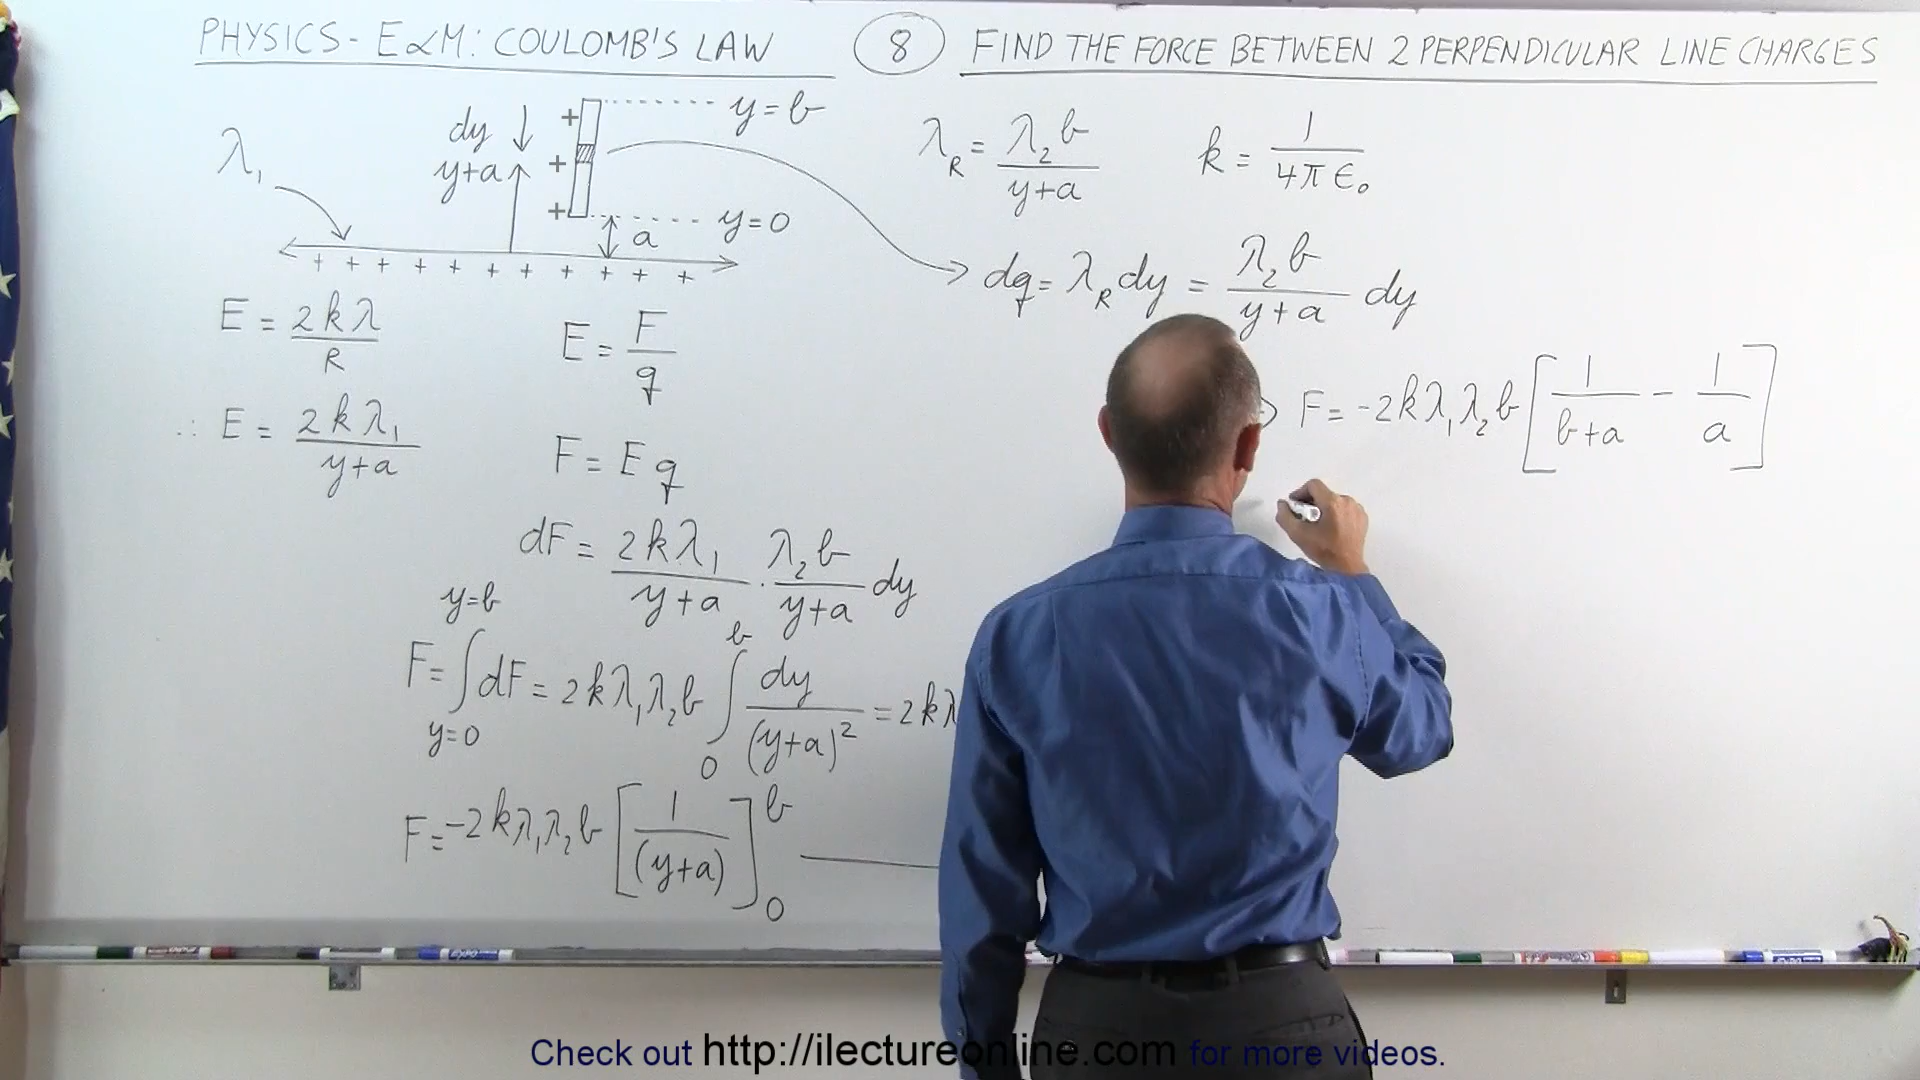 PHYSICS - E&M: COULOMB'S LAW
8 FIND THE FORCE BETWEEN 2 PERPENDICULAR LINE CHARGES
λ₁
dy
y+a
+
+
+
y=b
y=0
a
+ + + + + + + + + + +
E = 2kλ/R
∴ E = 2kλ₁/(y+a)
E = F/q
F = Eq
dF = 2kλ₁/(y+a) · λ₂b/(y+a) dy
F = ∫_{y=0}^{y=b} dF = 2kλ₁λ₂b ∫_0^b dy/(y+a)² = 2kλ
F = -2kλ₁λ₂b [1/(y+a)]_0^b
λ_R = λ₂b/(y+a)
k = 1/(4πε₀)
dq = λ_R dy = λ₂b/(y+a) dy
F = -2kλ₁λ₂b [1/(b+a) - 1/a]
Check out http://ilectureonline.com for more videos.